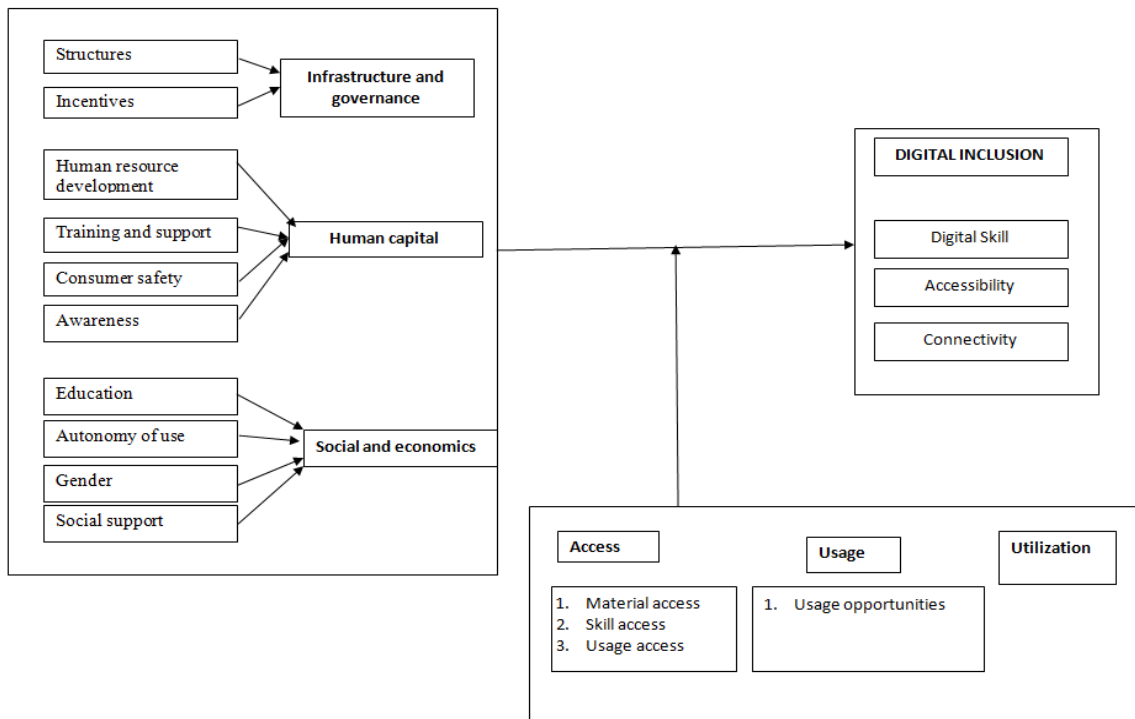 Structures
Incentives
Infrastructure and
governance
Human resource
development
Training and support
Consumer safety
Awareness
Human capital
Education
Autonomy of use
Gender
Social support
Social and economics
DIGITAL INCLUSION
Digital Skill
Accessibility
Connectivity
Access
1. Material access
2. Skill access
3. Usage access
Usage
1. Usage opportunities
Utilization